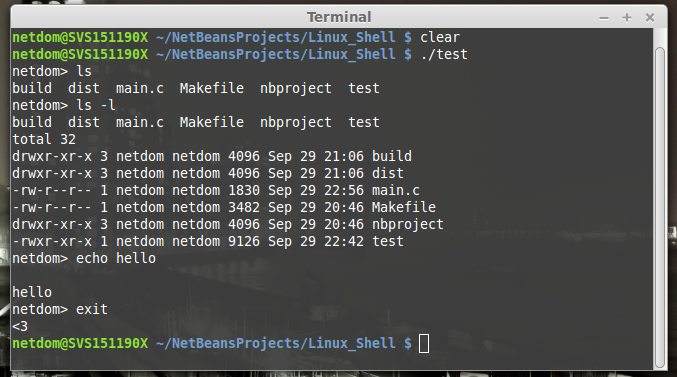 Terminal
netdom@SVS151190X ~/NetBeansProjects/Linux_Shell $ clear
netdom@SVS151190X ~/NetBeansProjects/Linux_Shell $ ./test
netdom> ls
build  dist  main.c  Makefile  nbproject  test
netdom> ls -l
build  dist  main.c  Makefile  nbproject  test
total 32
drwxr-xr-x 3 netdom netdom 4096 Sep 29 21:06 build
drwxr-xr-x 3 netdom netdom 4096 Sep 29 21:06 dist
-rw-r--r-- 1 netdom netdom 1830 Sep 29 22:56 main.c
-rw-r--r-- 1 netdom netdom 3482 Sep 29 20:46 Makefile
drwxr-xr-x 3 netdom netdom 4096 Sep 29 20:46 nbproject
-rwxr-xr-x 1 netdom netdom 9126 Sep 29 22:42 test
netdom> echo hello

hello
netdom> exit
<3
netdom@SVS151190X ~/NetBeansProjects/Linux_Shell $